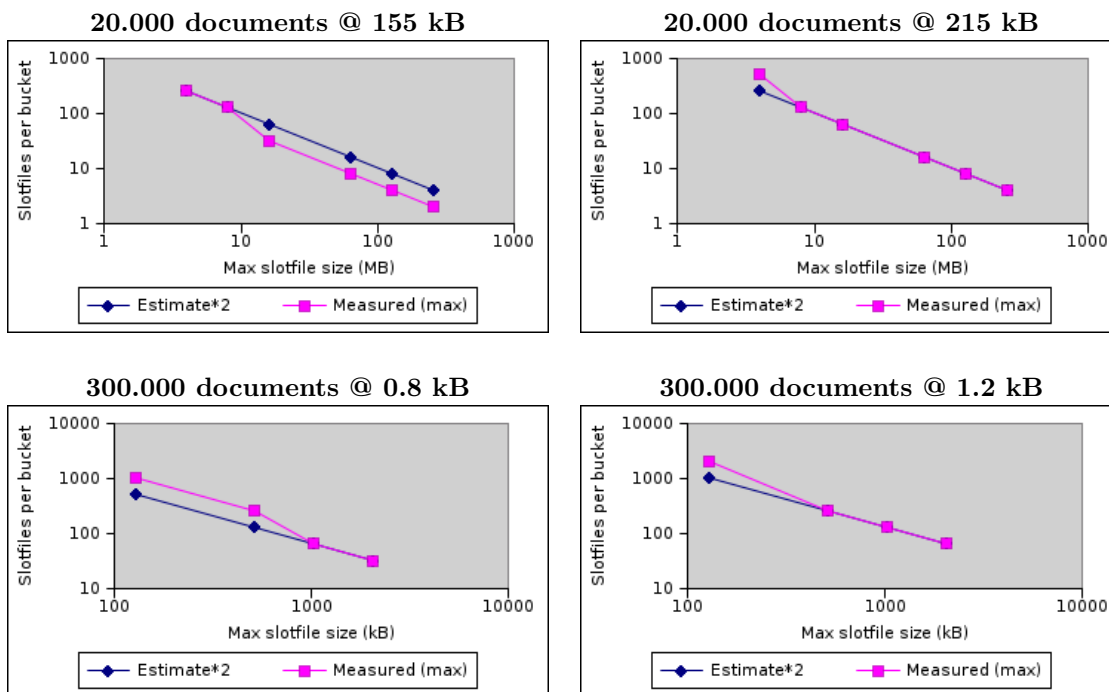 20.000 documents @ 155 kB
1000
100
10
1
1
10
100
1000
Slotfiles per bucket
Max slotfile size (MB)
Estimate*2
Measured (max)
20.000 documents @ 215 kB
1000
100
10
1
1
10
100
1000
Slotfiles per bucket
Max slotfile size (MB)
Estimate*2
Measured (max)
300.000 documents @ 0.8 kB
10000
1000
100
10
100
1000
10000
Slotfiles per bucket
Max slotfile size (kB)
Estimate*2
Measured (max)
300.000 documents @ 1.2 kB
10000
1000
100
10
100
1000
10000
Slotfiles per bucket
Max slotfile size (kB)
Estimate*2
Measured (max)